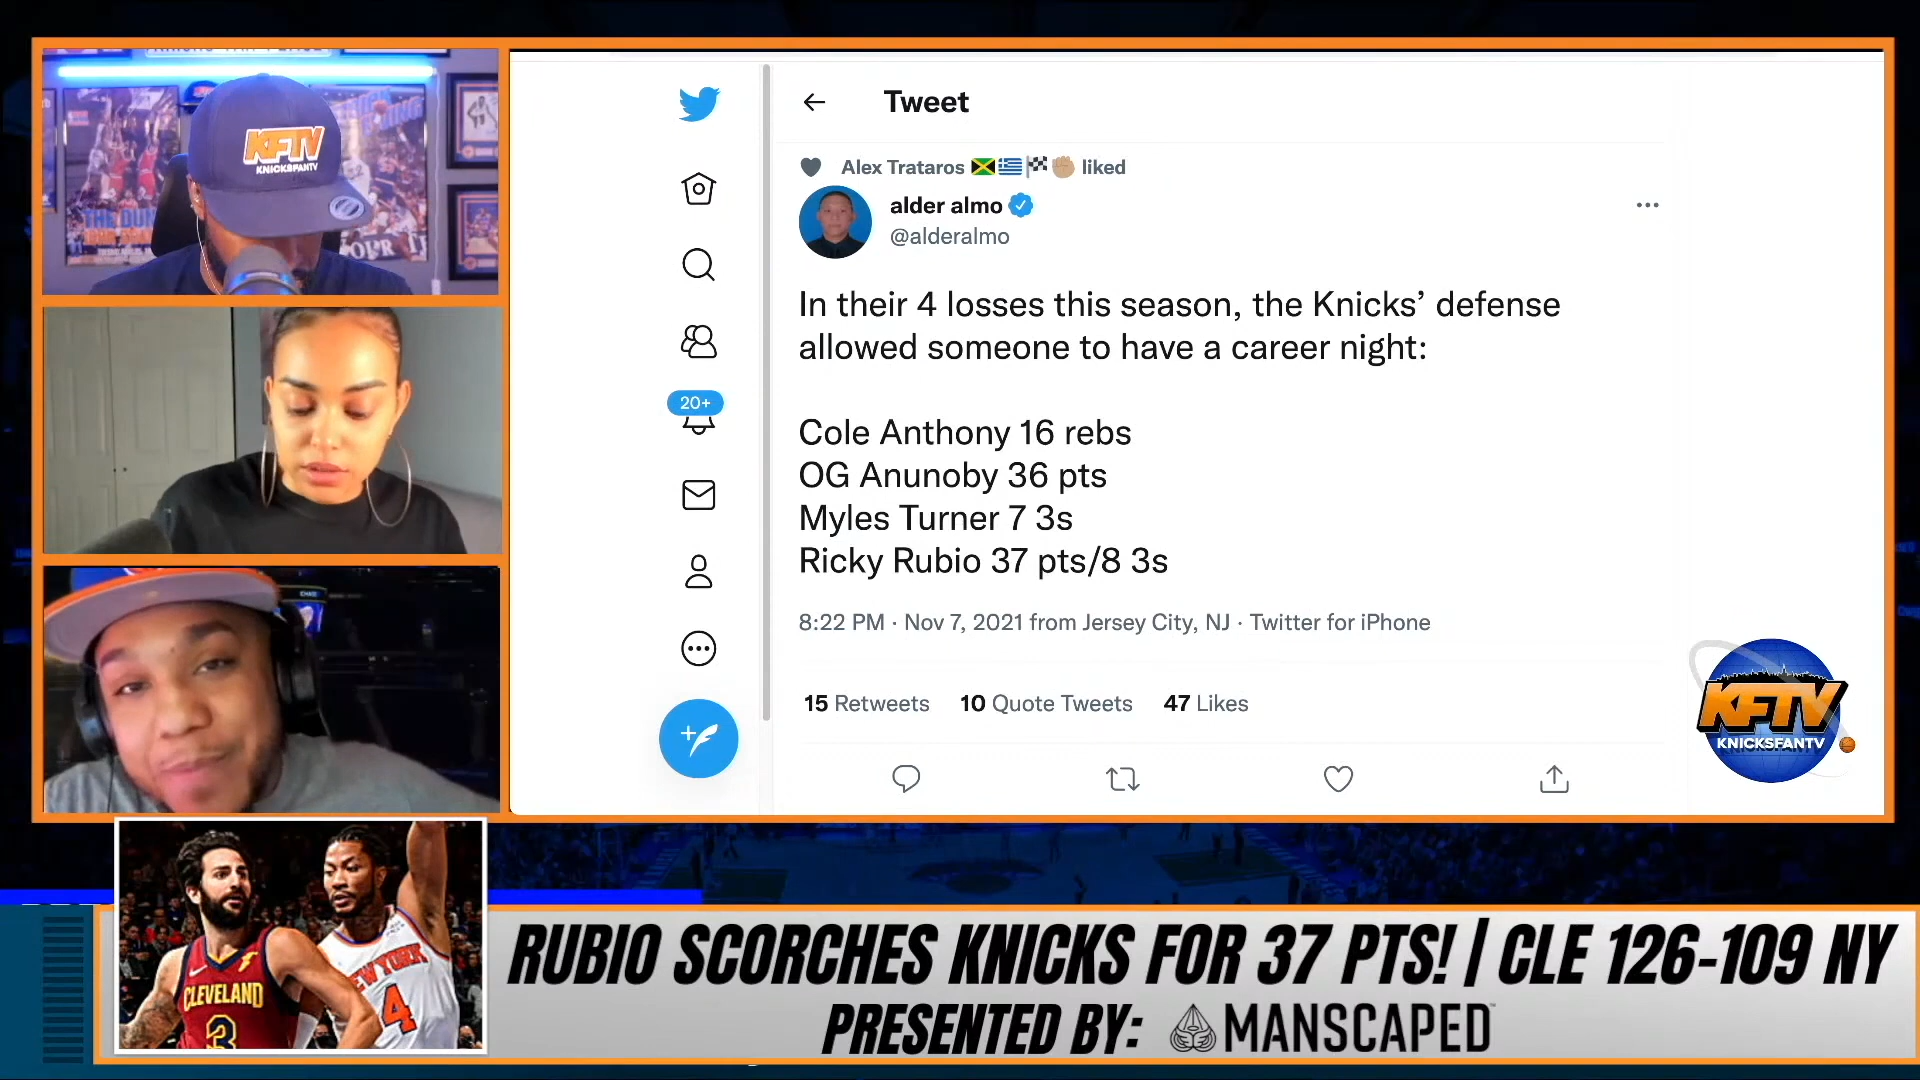 KFTV
KNICKSFANTV
THE DUNK
Tweet
Alex Trataros liked
alder almo
@alderalmo
In their 4 losses this season, the Knicks’ defense
allowed someone to have a career night:
Cole Anthony 16 rebs
OG Anunoby 36 pts
Myles Turner 7 3s
Ricky Rubio 37 pts/8 3s
8:22 PM · Nov 7, 2021 from Jersey City, NJ · Twitter for iPhone
15 Retweets 10 Quote Tweets 47 Likes
20+
KFTV
KNICKSFANTV
CLEVELAND
3
NEW YORK
4
RUBIO SCORCHES KNICKS FOR 37 PTS! | CLE 126-109 NY
PRESENTED BY: MANSCAPED